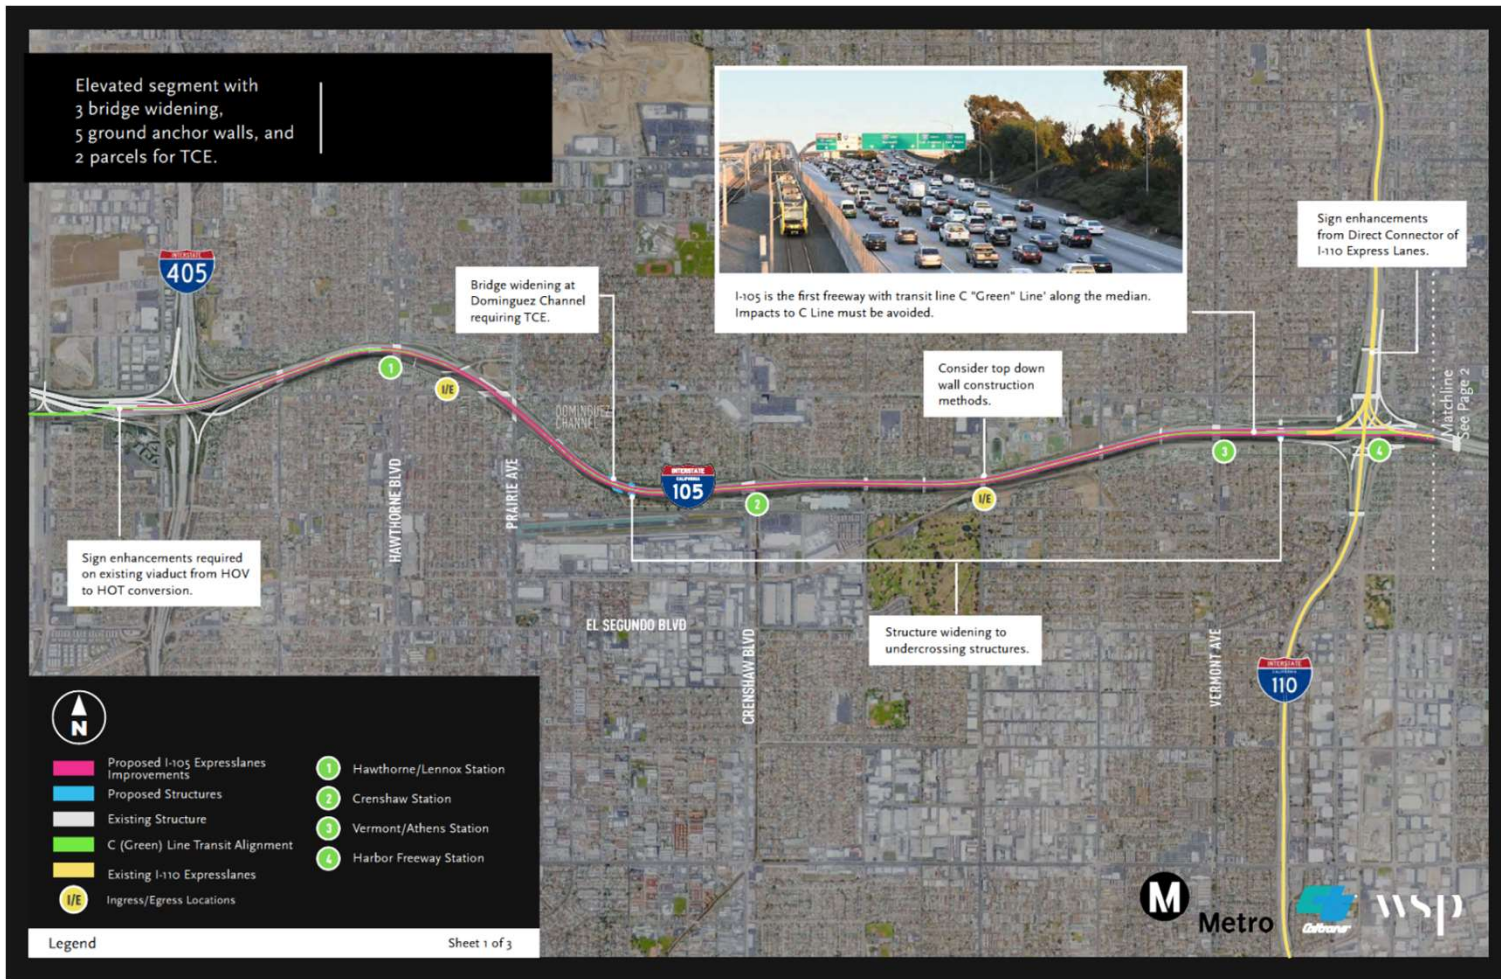 Elevated segment with
3 bridge widening,
5 ground anchor walls, and
2 parcels for TCE.
I-105 is the first freeway with transit line C "Green" Line' along the median.
Impacts to C Line must be avoided.
Sign enhancements
from Direct Connector of
I-110 Express Lanes.
INTERSTATE
405
Bridge widening at
Dominguez Channel
requiring TCE.
Consider top down
wall construction
methods.
1
I/E
DOMINGUEZ
CHANNEL
Matchline
See Page 2
HAWTHORNE BLVD
PRAIRIE AVE
INTERSTATE
CALIFORNIA
105
2
I/E
3
4
Sign enhancements required
on existing viaduct from HOV
to HOT conversion.
EL SEGUNDO BLVD
CRENSHAW BLVD
Structure widening to
undercrossing structures.
VERMONT AVE
INTERSTATE
CALIFORNIA
110
N
Proposed I-105 Expresslanes
Improvements
Proposed Structures
Existing Structure
C (Green) Line Transit Alignment
Existing I-110 Expresslanes
I/E
Ingress/Egress Locations
1
Hawthorne/Lennox Station
2
Crenshaw Station
3
Vermont/Athens Station
4
Harbor Freeway Station
Legend
Sheet 1 of 3
M
Metro
Caltrans
wsp